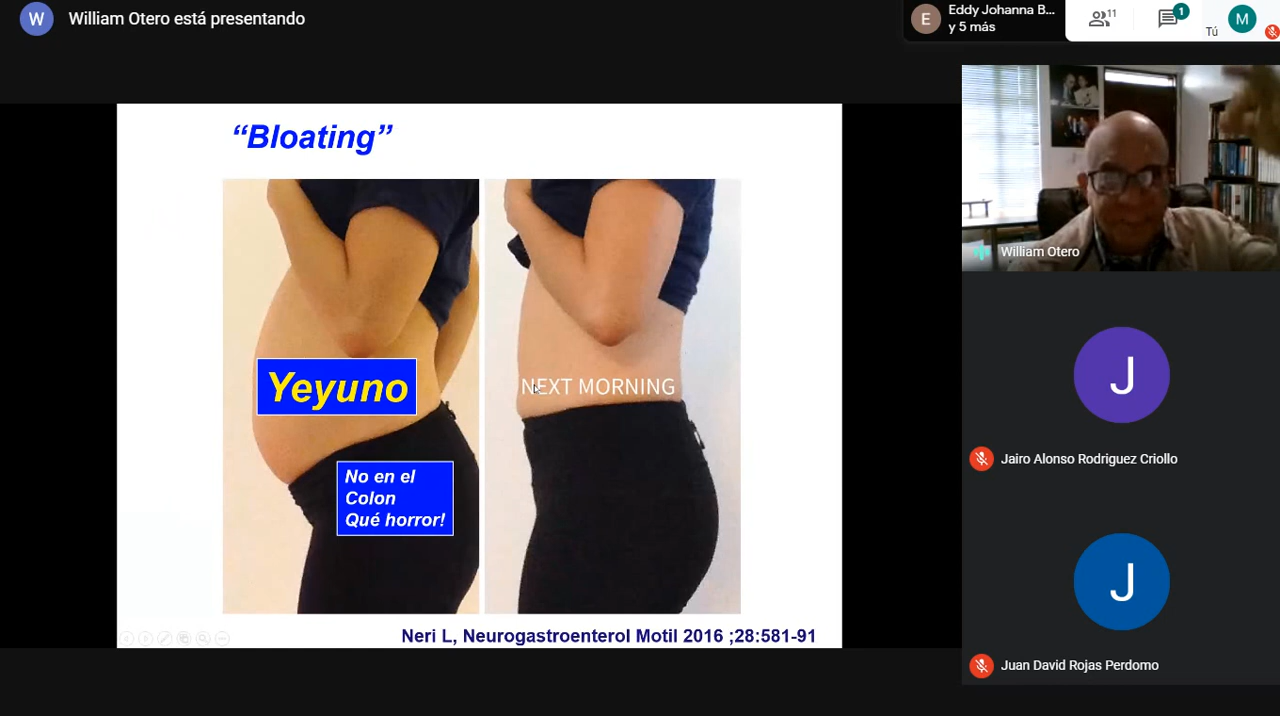 W
William Otero está presentando
E
Eddy Johanna B...
y 5 más
11
1
Tú
M
“Bloating”
Yeyuno
NEXT MORNING
No en el
Colon
Qué horror!
Neri L, Neurogastroenterol Motil 2016 ;28:581-91
William Otero
J
Jairo Alonso Rodriguez Criollo
J
Juan David Rojas Perdomo